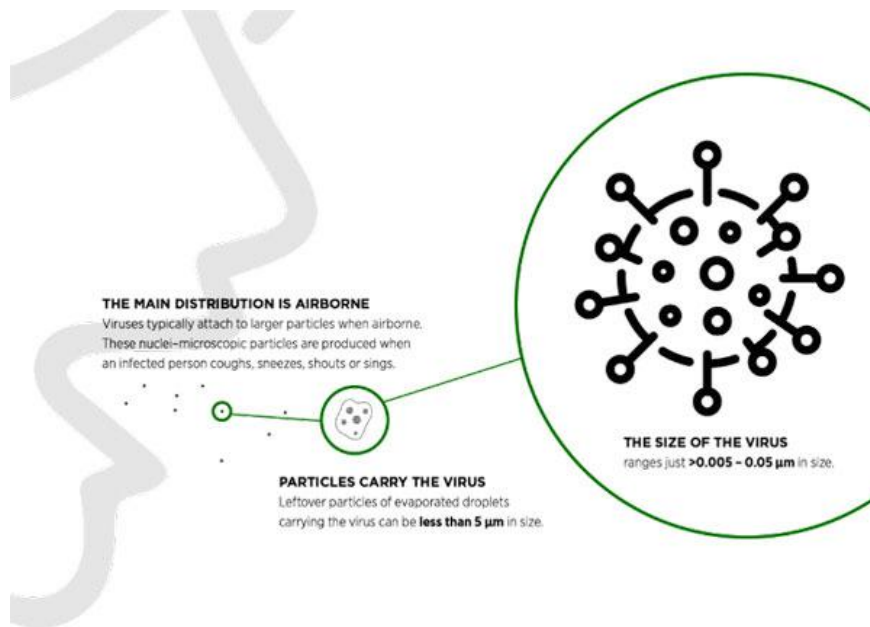 THE MAIN DISTRIBUTION IS AIRBORNE
Viruses typically attach to larger particles when airborne.
These nuclei-microscopic particles are produced when
an infected person coughs, sneezes, shouts or sings.
PARTICLES CARRY THE VIRUS
Leftover particles of evaporated droplets
carrying the virus can be less than 5 µm in size.
THE SIZE OF THE VIRUS
ranges just >0.005 – 0.05 µm in size.